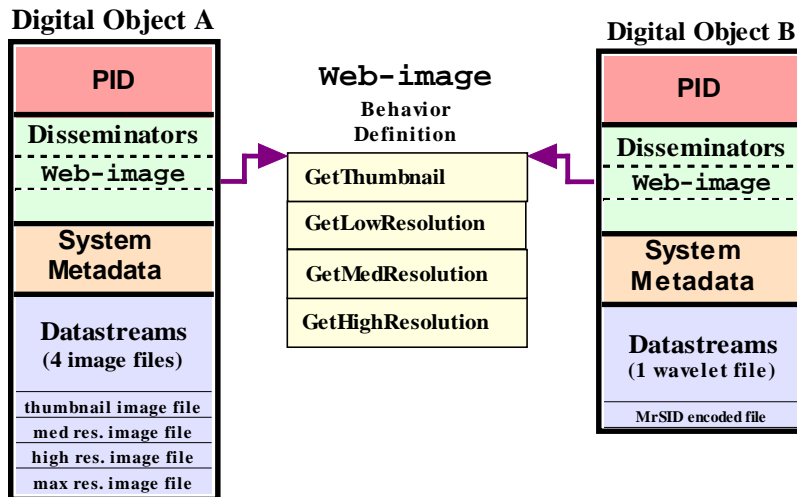 Digital Object A
PID
Disseminators
Web-image
System
Metadata
Datastreams
(4 image files)
thumbnail image file
med res. image file
high res. image file
max res. image file
Web-image
Behavior
Definition
GetThumbnail
GetLowResolution
GetMedResolution
GetHighResolution
Digital Object B
PID
Disseminators
Web-image
System
Metadata
Datastreams
(1 wavelet file)
MrSID encoded file